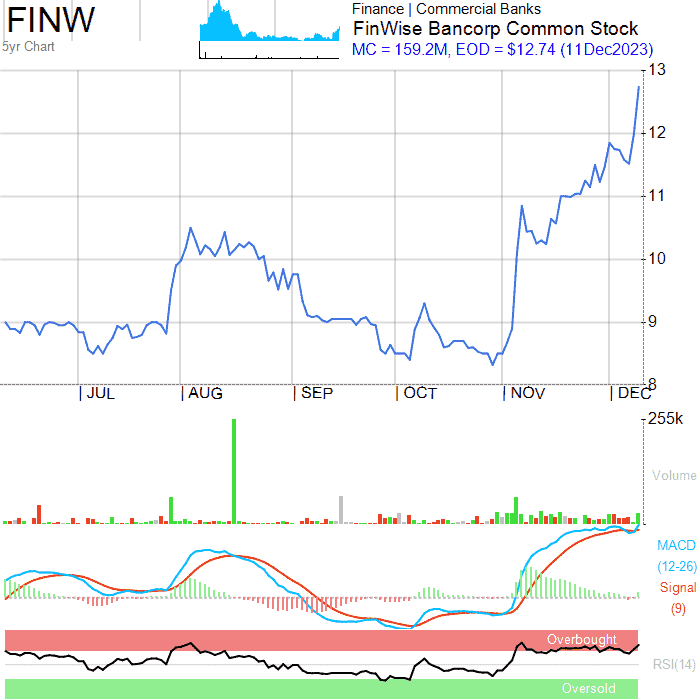 FINW
5yr Chart
Finance | Commercial Banks
FinWise Bancorp Common Stock
MC = 159.2M, EOD = $12.74 (11Dec2023)
13
12
11
10
9
8
| JUL | AUG | SEP | OCT | NOV | DEC
255k
Volume
MACD
(12-26)
Signal
(9)
Overbought
RSI(14)
Oversold